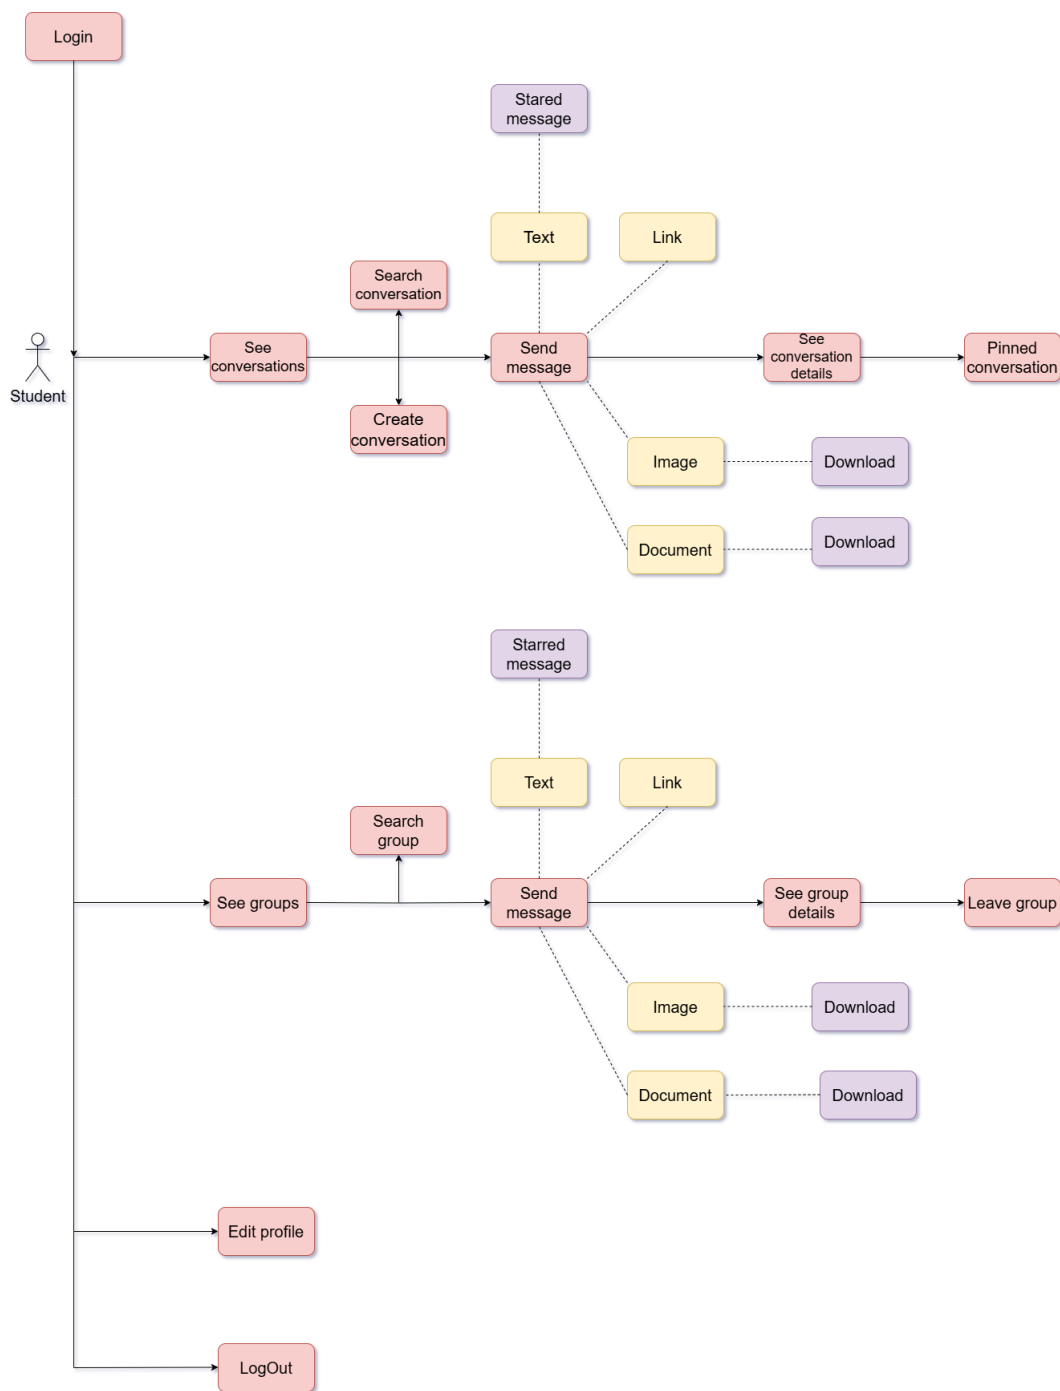 Login
Stared
message
Text
Link
Search
conversation
Student
See
conversations
Send
message
See
conversation
details
Pinned
conversation
Create
conversation
Image
Download
Document
Download
Starred
message
Text
Link
Search
group
See groups
Send
message
See group
details
Leave group
Image
Download
Document
Download
Edit profile
LogOut